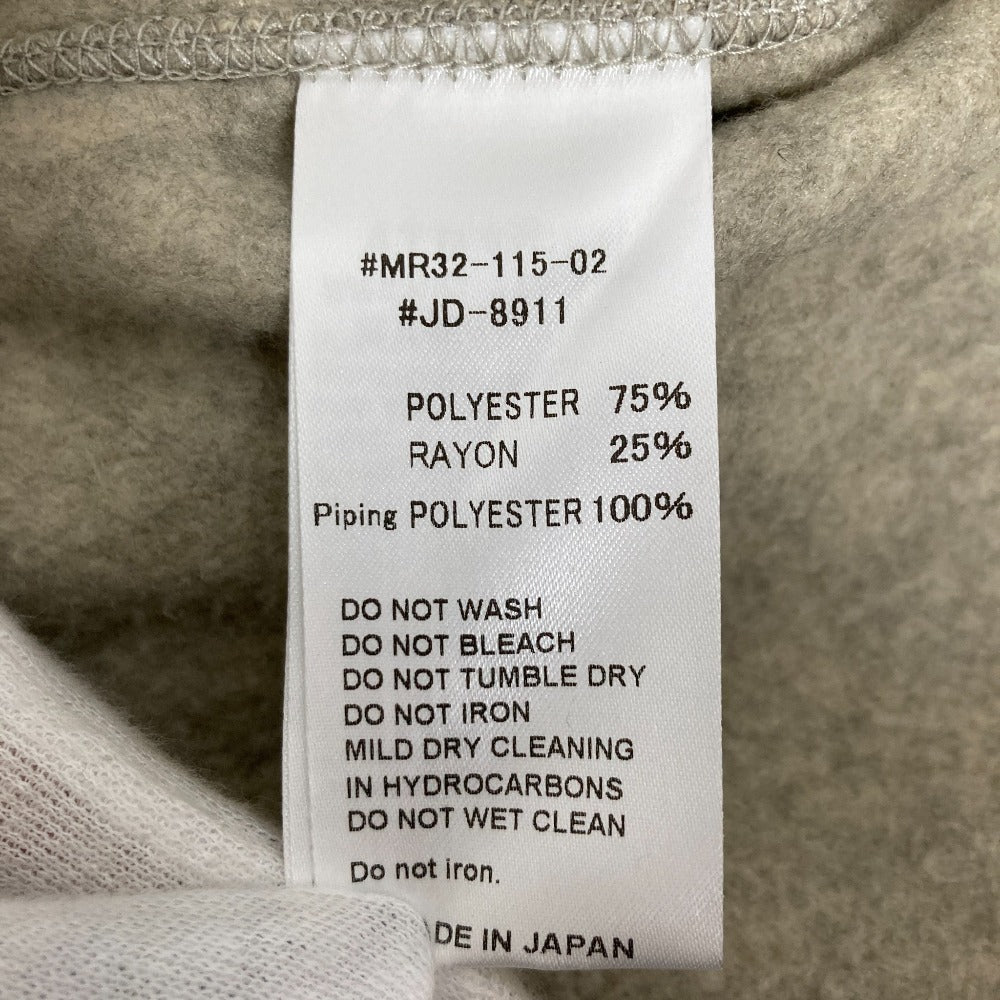 #MR32-115-02
#JD-8911
POLYESTER 75%
RAYON 25%
Piping POLYESTER 100%
DO NOT WASH
DO NOT BLEACH
DO NOT TUMBLE DRY
DO NOT IRON
MILD DRY CLEANING
IN HYDROCARBONS
DO NOT WET CLEAN
Do not iron.
IN JAPAN